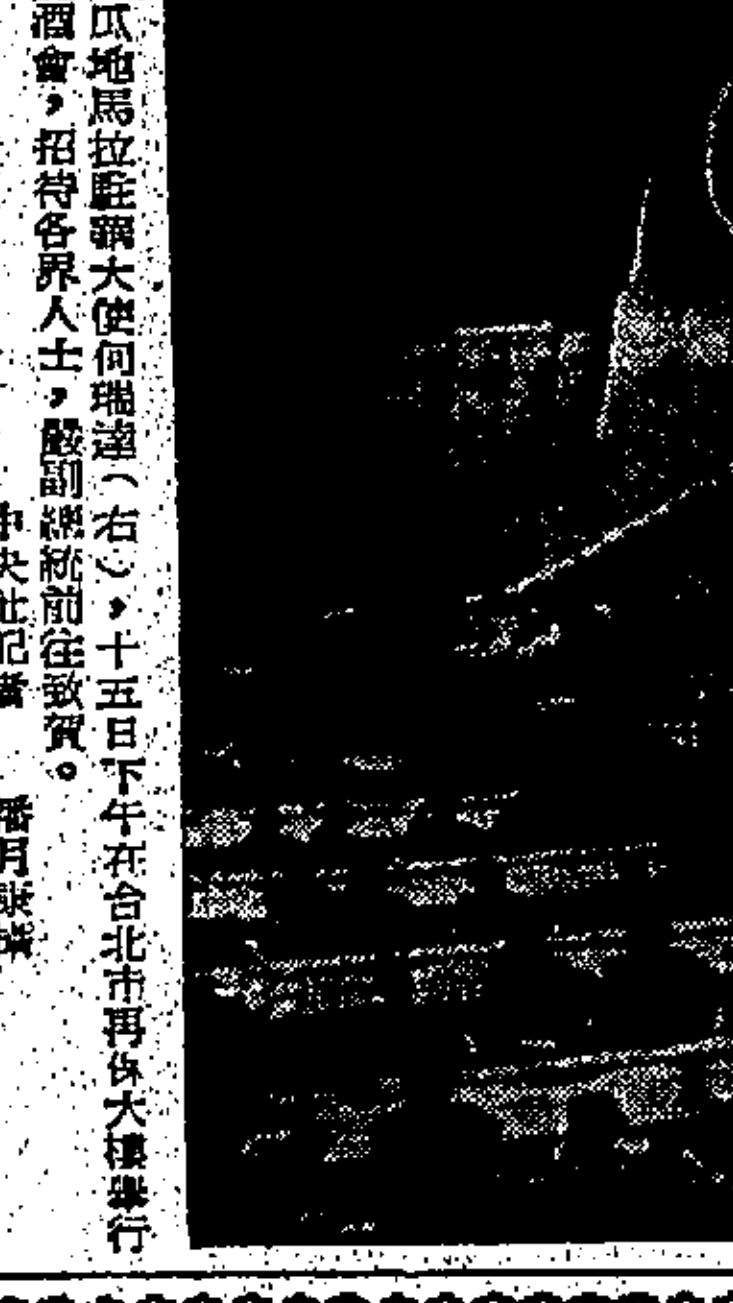 瓜地馬拉駐華大使何瑞達（右），十五日下午在台北市再保大樓舉行
酒會，招待各界人士，嚴副總統前往致賀。
中央社記者　潘月康攝